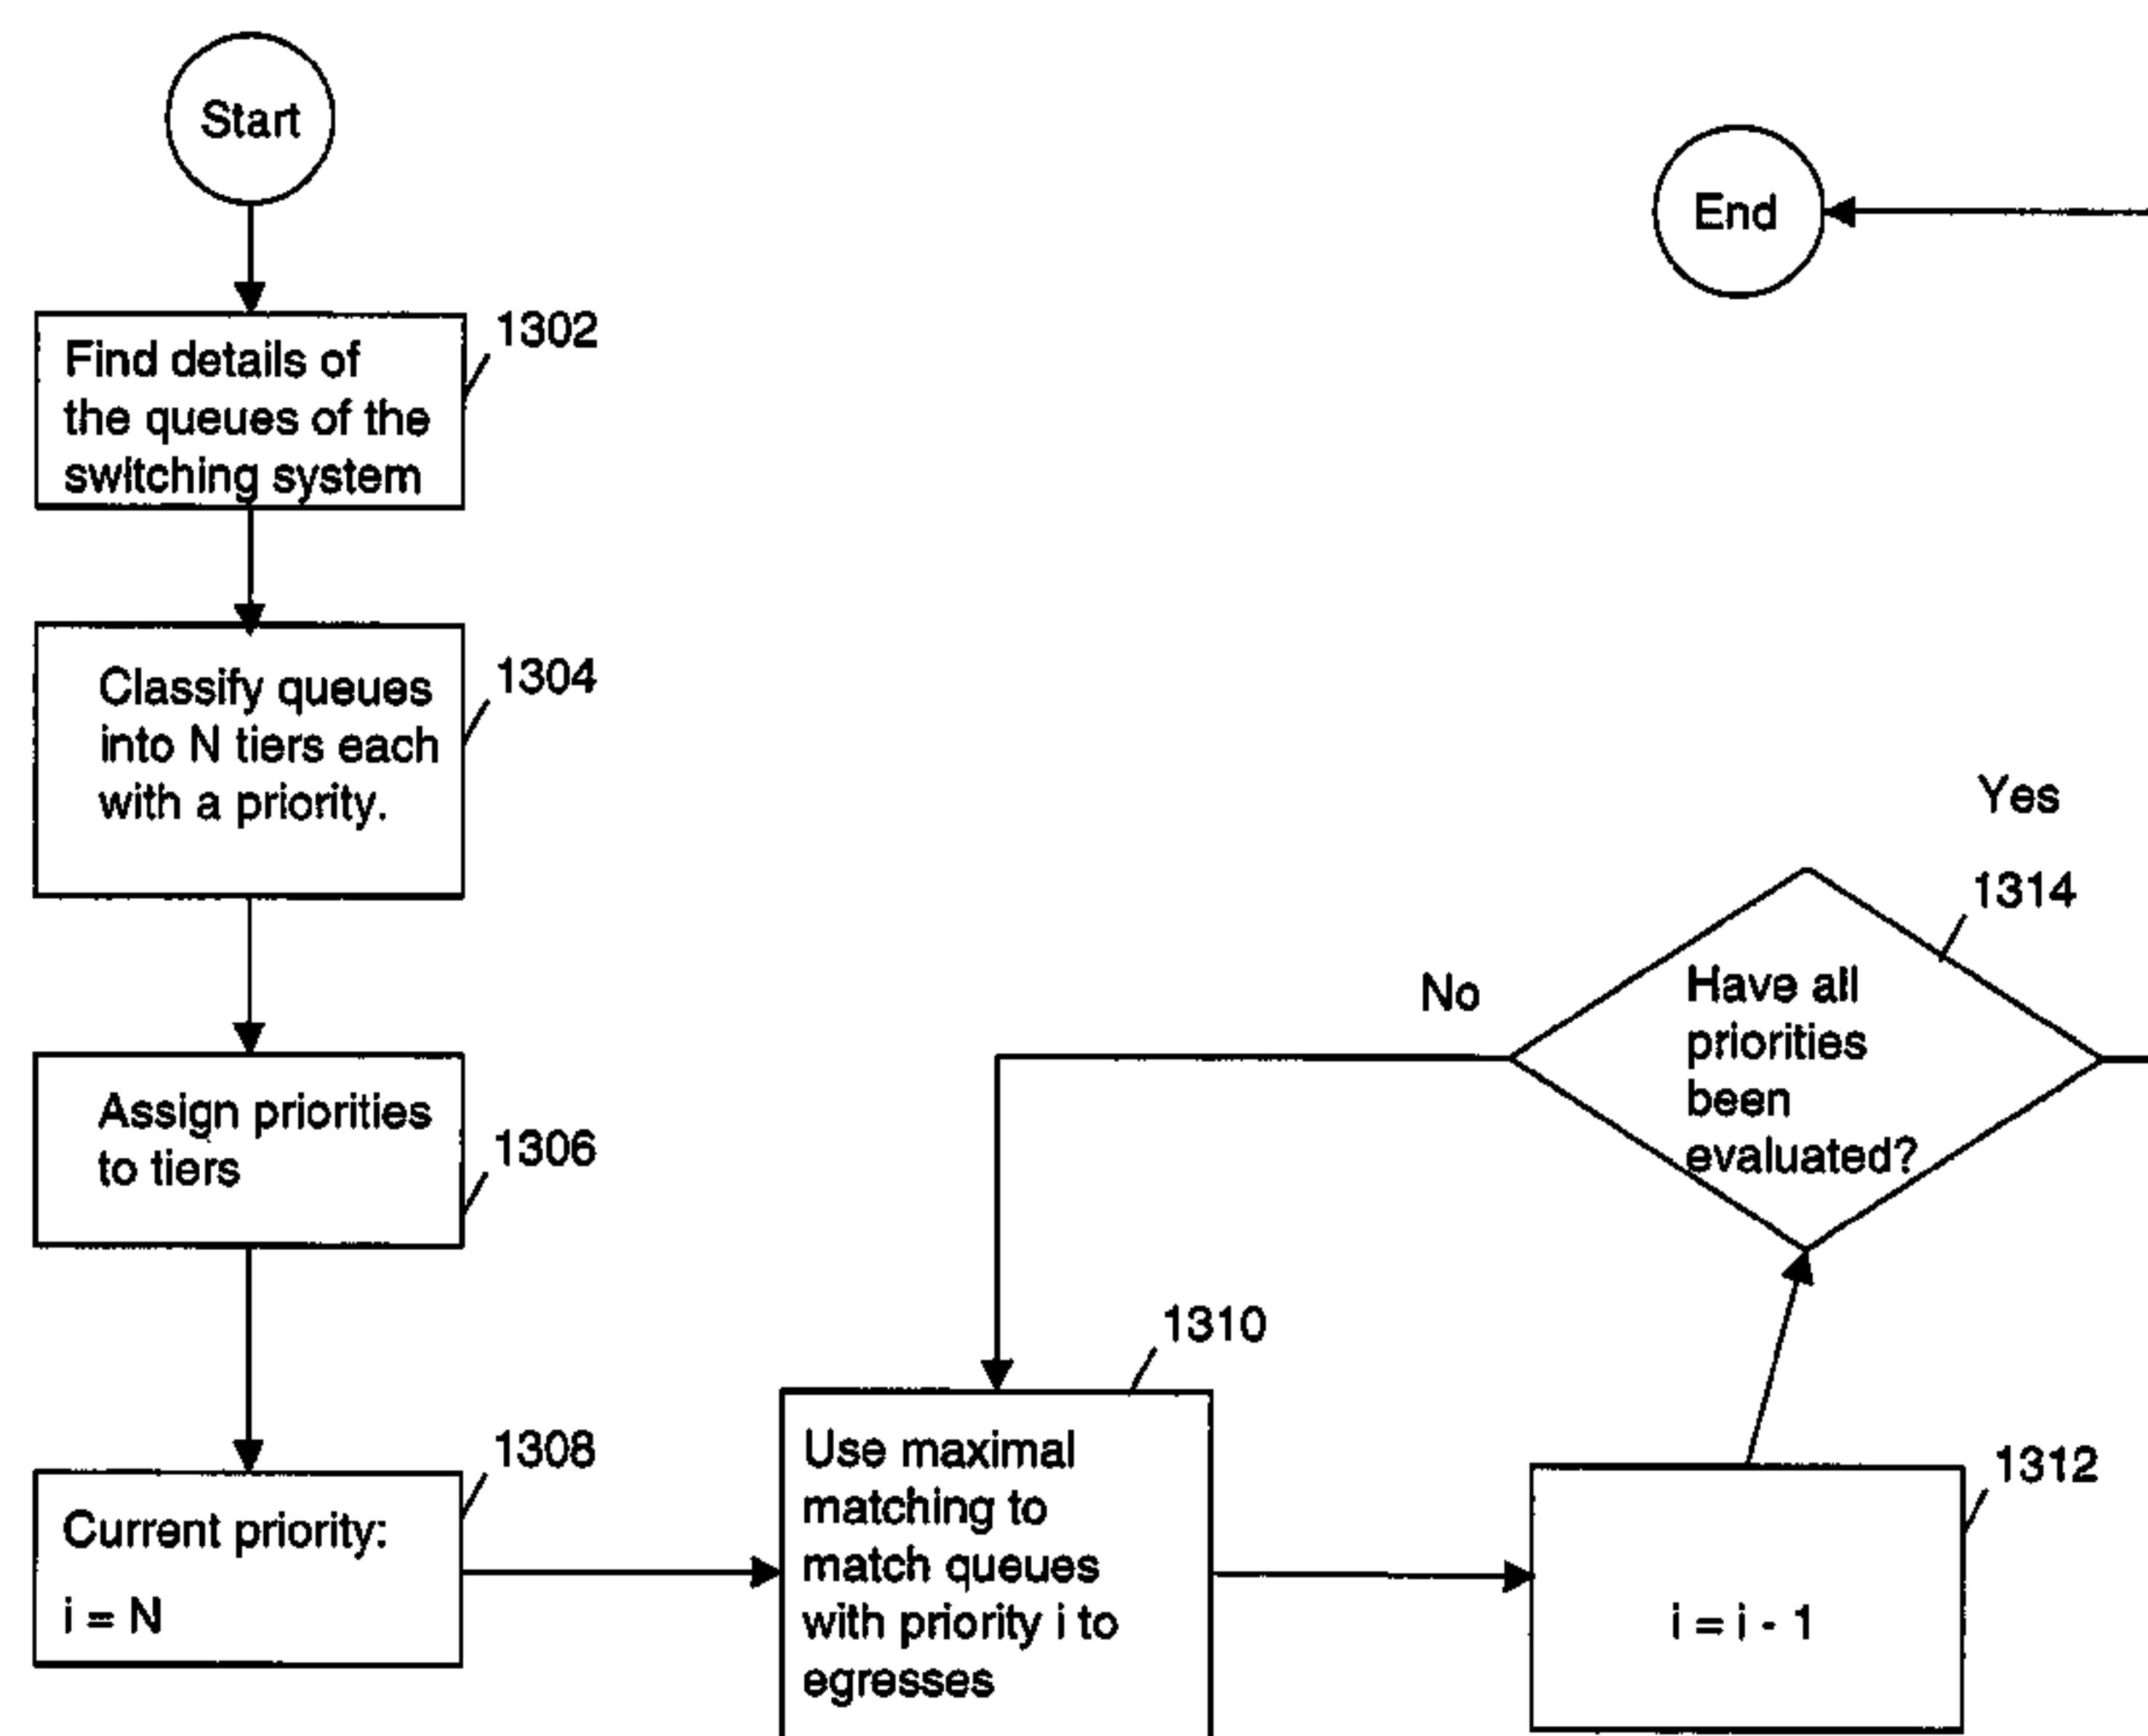 Start
End
1302
Find details of
the queues of the
switching system
1304
Classify queues
into N tiers each
with a priority.
Yes
1314
No
Have all
priorities
been
evaluated?
Assign priorities
to tiers
1306
1310
1308
Current priority:
i = N
Use maximal
matching to
match queues
with priority i to
egresses
1312
i = i - 1